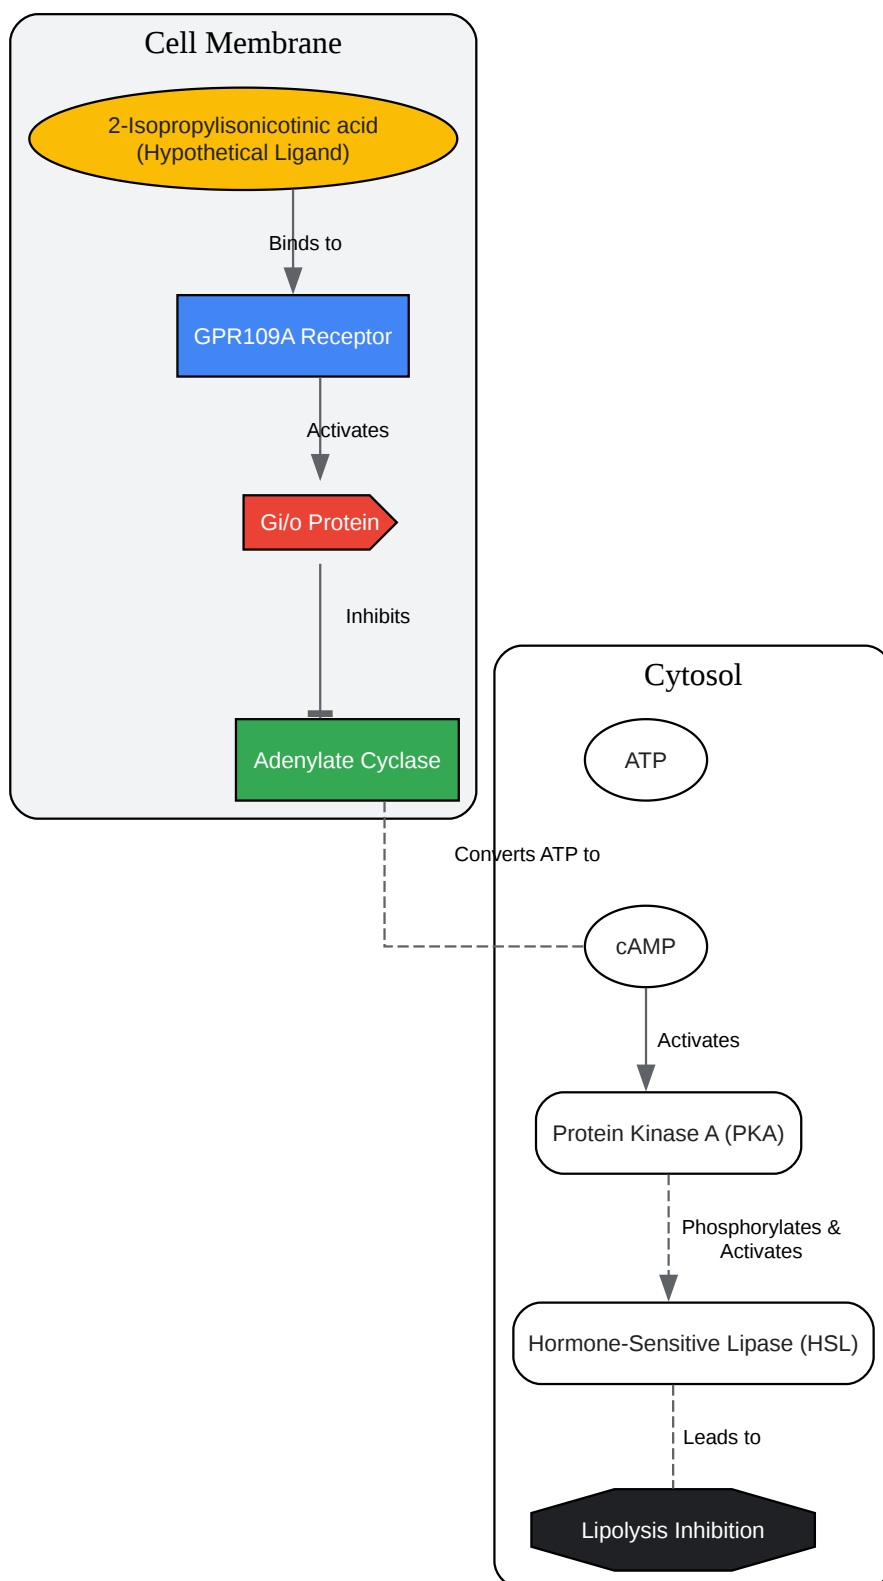 Cell Membrane
2-Isopropylisonicotinic acid
(Hypothetical Ligand)
Binds to
GPR109A Receptor
Activates
Gi/o Protein
Inhibits
Adenylate Cyclase
Cytosol
ATP
Converts ATP to
cAMP
Activates
Protein Kinase A (PKA)
Phosphorylates &
Activates
Hormone-Sensitive Lipase (HSL)
Leads to
Lipolysis Inhibition